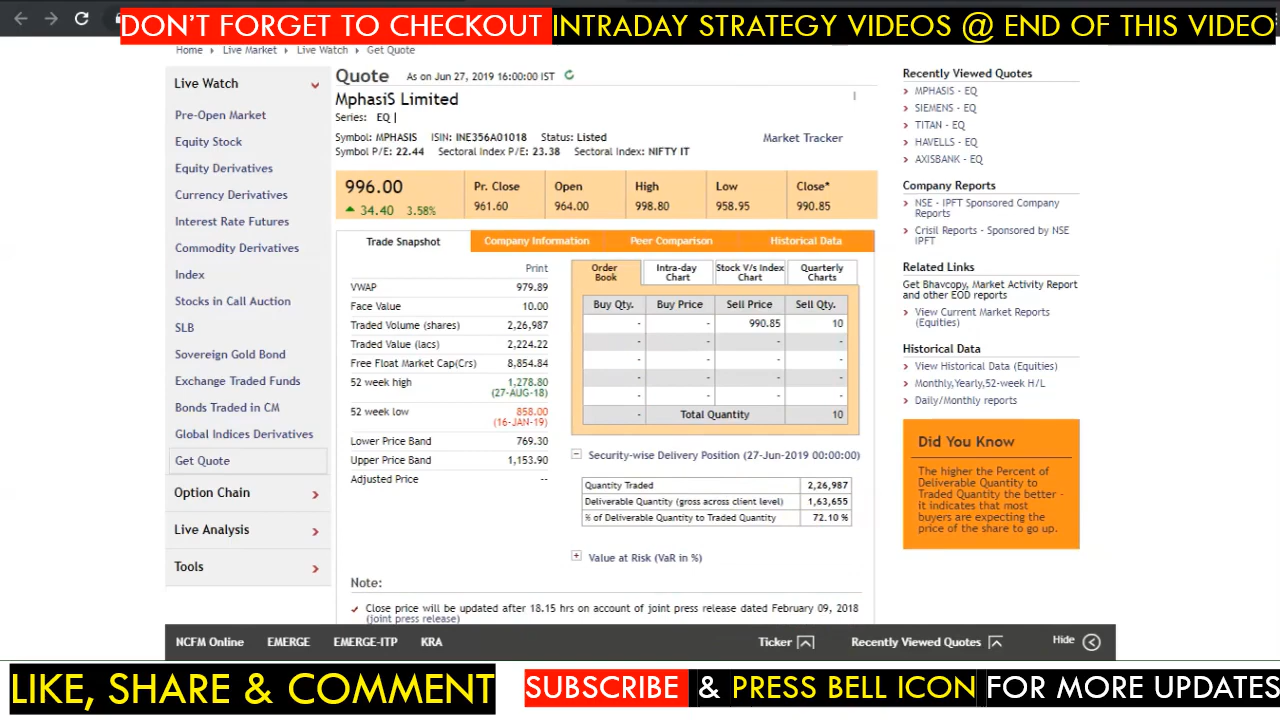 DON'T FORGET TO CHECKOUT INTRADAY STRATEGY VIDEOS @ END OF THIS VIDEO
Home › Live Market › Live Watch › Get Quote
Live Watch
Pre-Open Market
Equity Stock
Equity Derivatives
Currency Derivatives
Interest Rate Futures
Commodity Derivatives
Index
Stocks in Call Auction
SLB
Sovereign Gold Bond
Exchange Traded Funds
Bonds Traded in CM
Global Indices Derivatives
Get Quote
Option Chain
Live Analysis
Tools
Quote As on Jun 27, 2019 16:00:00 IST
MphasiS Limited
Series: EQ |
Symbol: MPHASIS ISIN: INE356A01018 Status: Listed Market Tracker
Symbol P/E: 22.44 Sectoral Index P/E: 23.38 Sectoral Index: NIFTY IT
996.00 Pr. Close Open High Low Close*
34.40 3.58% 961.60 964.00 998.80 958.95 990.85
Trade Snapshot Company Information Peer Comparison Historical Data
Print
VWAP 979.89
Face Value 10.00
Traded Volume (shares) 2,26,987
Traded Value (lacs) 2,224.22
Free Float Market Cap(Crs) 8,854.84
52 week high 1,278.80
(27-AUG-18)
52 week low 858.00
(16-JAN-19)
Lower Price Band 769.30
Upper Price Band 1,153.90
Adjusted Price --
Order Intra-day Stock V/s Index Quarterly
Book Chart Chart Charts
Buy Qty. Buy Price Sell Price Sell Qty.
- - 990.85 10
- - - -
- - - -
- - - -
- - - -
- Total Quantity 10
Security-wise Delivery Position (27-Jun-2019 00:00:00)
Quantity Traded 2,26,987
Deliverable Quantity (gross across client level) 1,63,655
% of Deliverable Quantity to Traded Quantity 72.10 %
Value at Risk (VaR in %)
Note:
Close price will be updated after 18.15 hrs on account of joint press release dated February 09, 2018
(joint press release)
Recently Viewed Quotes
MPHASIS - EQ
SIEMENS - EQ
TITAN - EQ
HAVELLS - EQ
AXISBANK - EQ
Company Reports
NSE - IPFT Sponsored Company
Reports
Crisil Reports - Sponsored by NSE
IPFT
Related Links
Get Bhavcopy, Market Activity Report
and other EOD reports
View Current Market Reports
(Equities)
Historical Data
View Historical Data (Equities)
Monthly,Yearly,52-week H/L
Daily/Monthly reports
Did You Know
The higher the Percent of
Deliverable Quantity to
Traded Quantity the better -
it indicates that most
buyers are expecting the
price of the share to go up.
NCFM Online EMERGE EMERGE-ITP KRA Ticker Recently Viewed Quotes Hide
LIKE, SHARE & COMMENT SUBSCRIBE & PRESS BELL ICON FOR MORE UPDATES